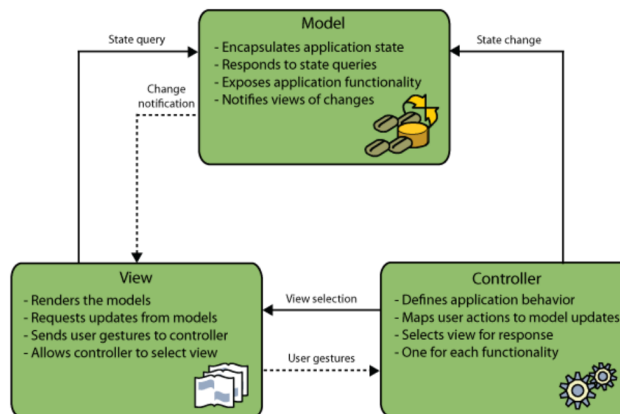 Model
- Encapsulates application state
- Responds to state queries
- Exposes application functionality
- Notifies views of changes
State query
State change
Change
notification
View
- Renders the models
- Requests updates from models
- Sends user gestures to controller
- Allows controller to select view
View selection
User gestures
Controller
- Defines application behavior
- Maps user actions to model updates
- Selects view for response
- One for each functionality